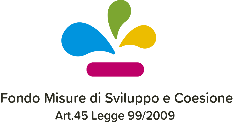 Fondo Misure di Sviluppo e Coesione
Art.45 Legge 99/2009